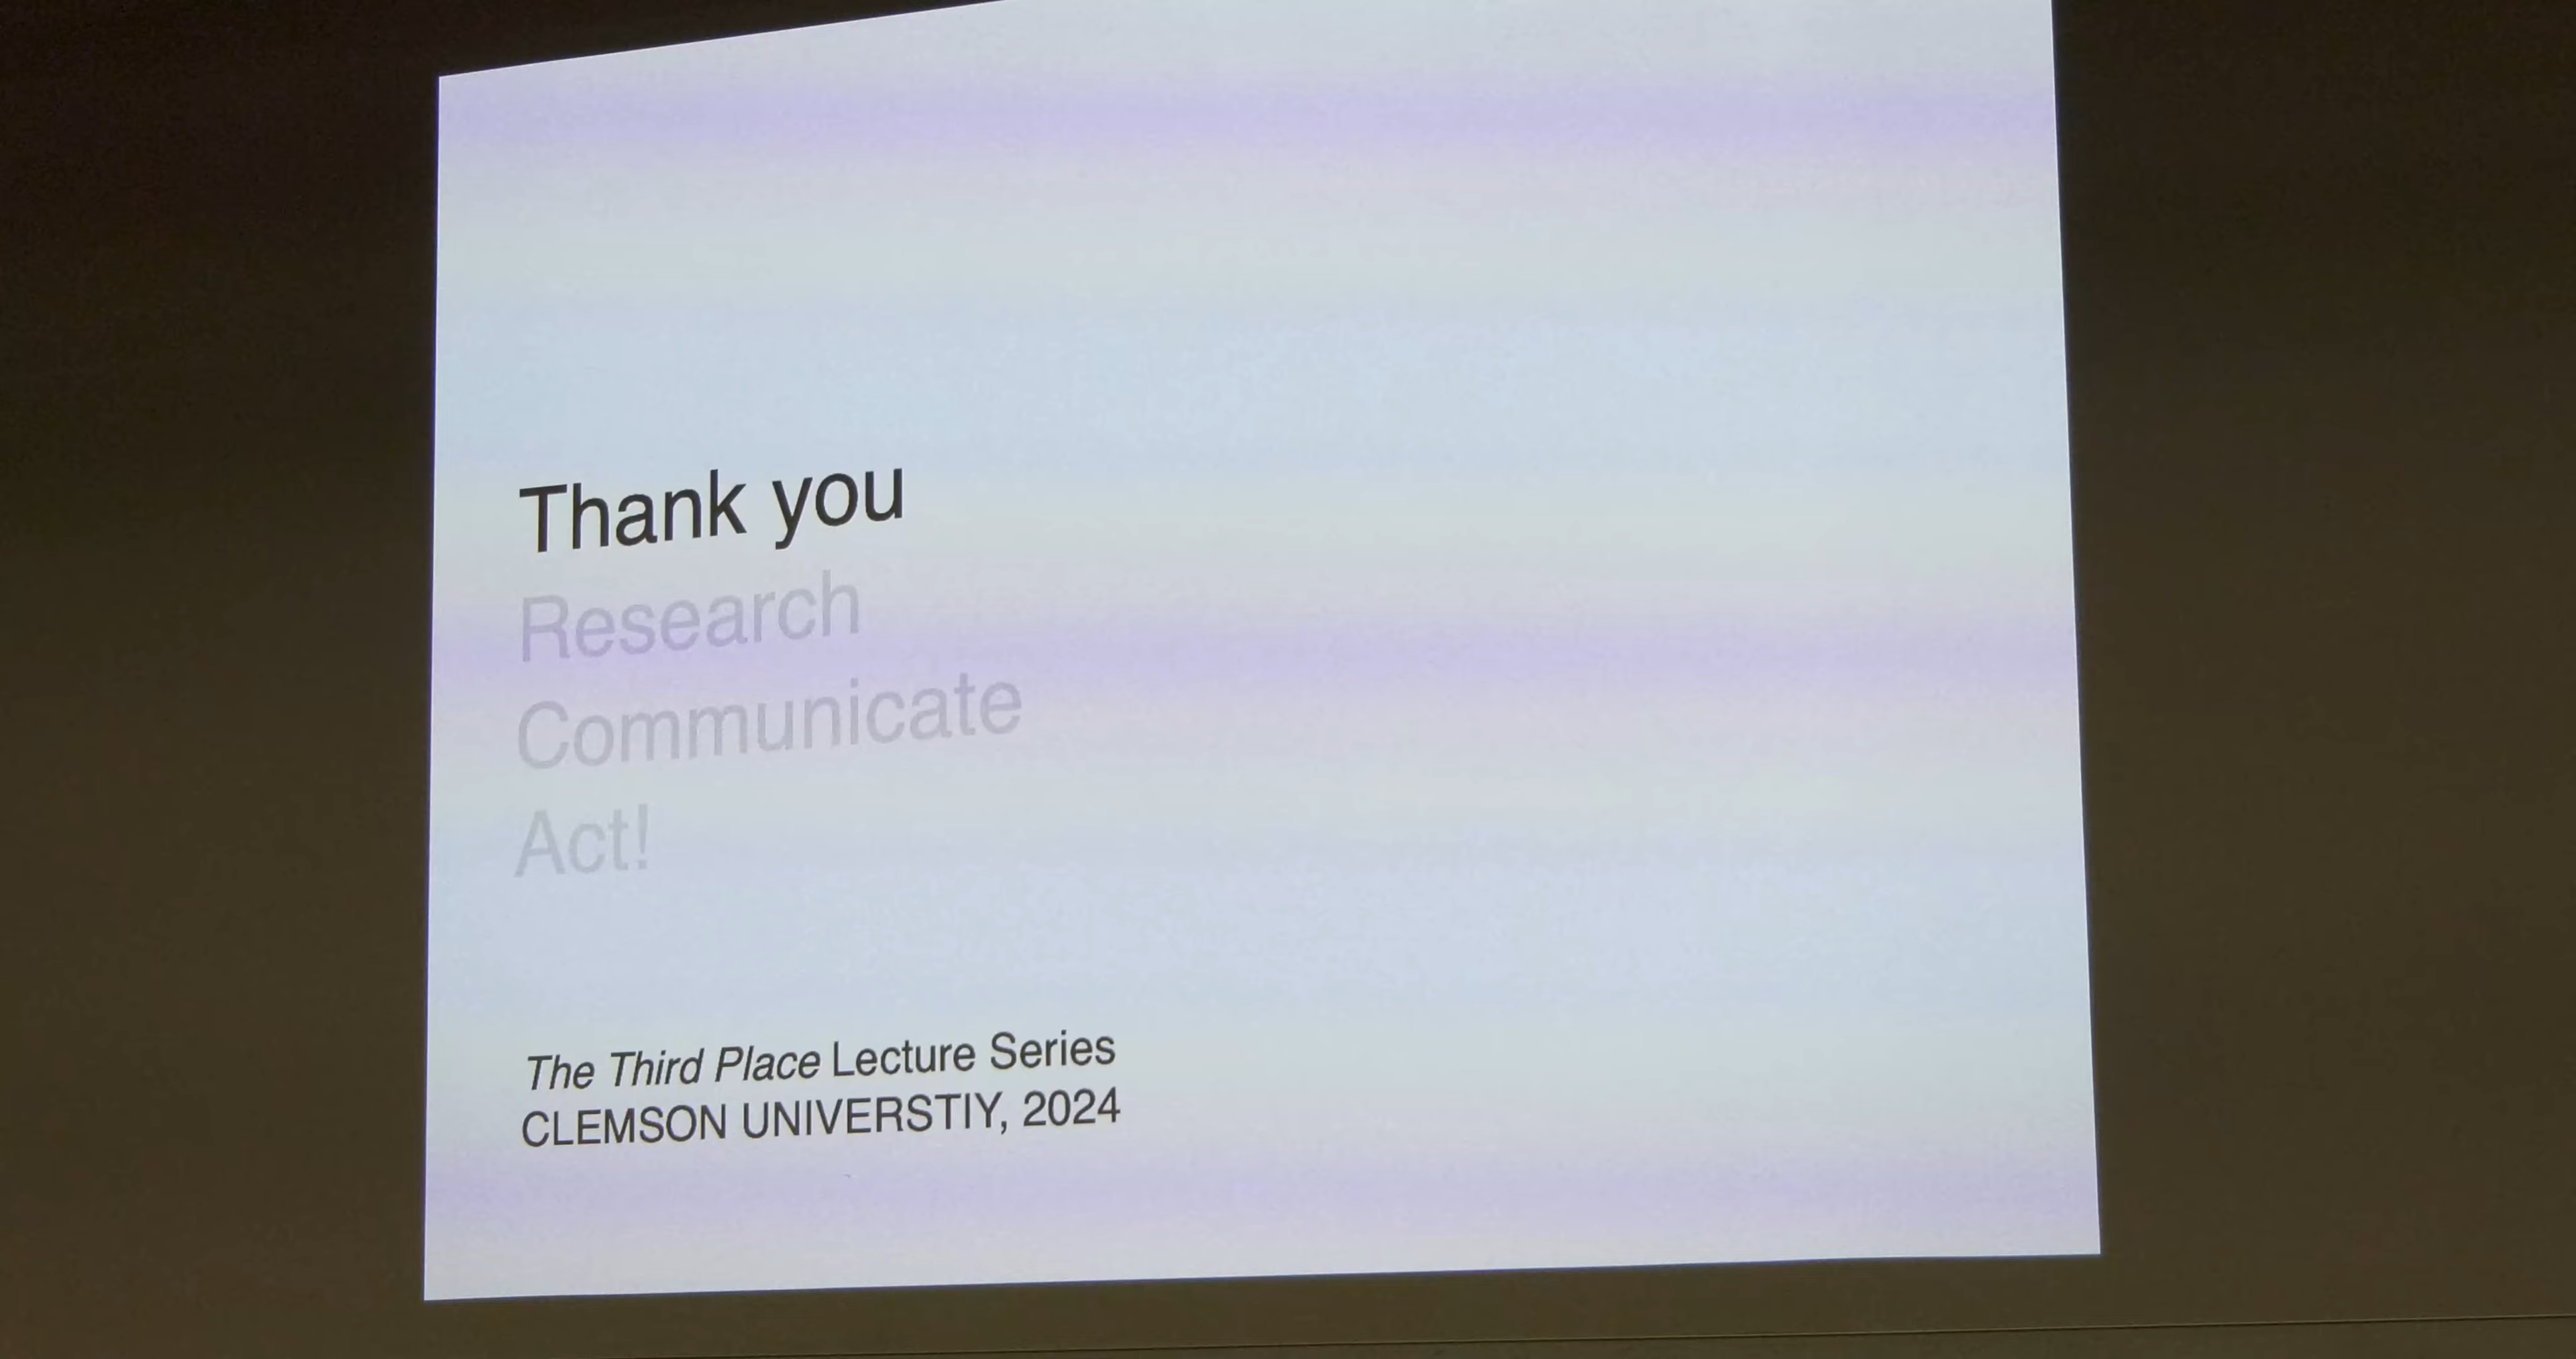 Thank you
Research
Communicate
Act!
The Third Place Lecture Series
CLEMSON UNIVERSTIY, 2024